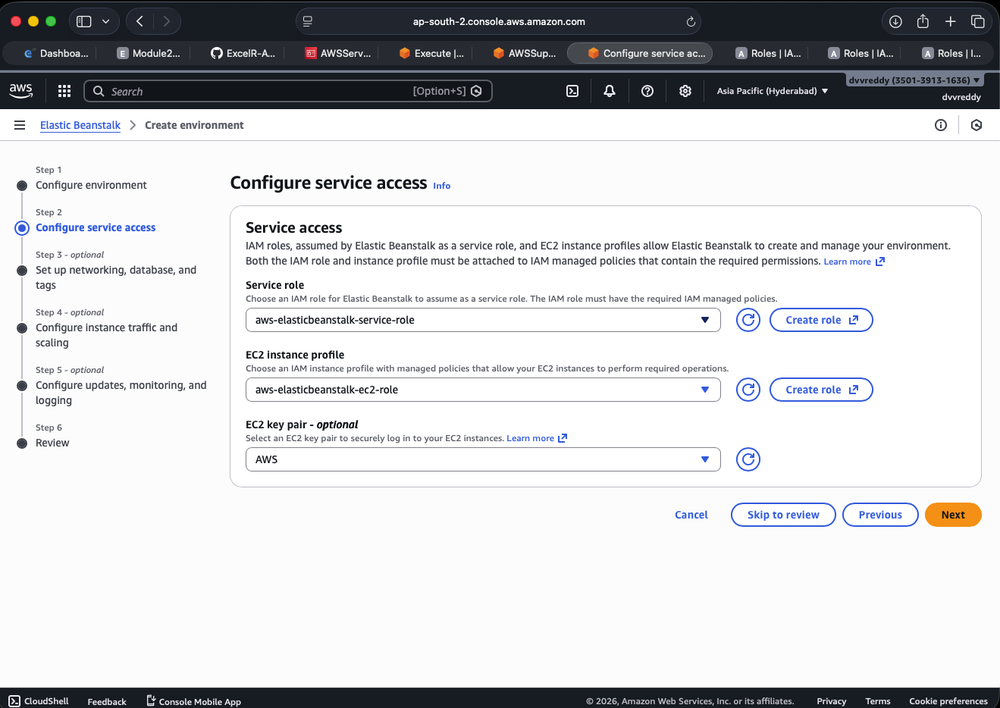 ap-south-2.console.aws.amazon.com
Dashboa...
E Module2...
ExcelR-A...
AWSServ...
Execute |...
AWSSup...
Configure service ac...
A Roles | IA...
A Roles | IA...
A Roles | I...
aws
Search
[Option+S]
Asia Pacific (Hyderabad)
dvvreddy (3501-3913-1636)
dvvreddy
Elastic Beanstalk
Create environment
Step 1
Configure environment
Step 2
Configure service access
Step 3 - optional
Set up networking, database, and
tags
Step 4 - optional
Configure instance traffic and
scaling
Step 5 - optional
Configure updates, monitoring, and
logging
Step 6
Review
Configure service access Info
Service access
IAM roles, assumed by Elastic Beanstalk as a service role, and EC2 instance profiles allow Elastic Beanstalk to create and manage your environment.
Both the IAM role and instance profile must be attached to IAM managed policies that contain the required permissions. Learn more
Service role
Choose an IAM role for Elastic Beanstalk to assume as a service role. The IAM role must have the required IAM managed policies.
aws-elasticbeanstalk-service-role
Create role
EC2 instance profile
Choose an IAM instance profile with managed policies that allow your EC2 instances to perform required operations.
aws-elasticbeanstalk-ec2-role
Create role
EC2 key pair - optional
Select an EC2 key pair to securely log in to your EC2 instances. Learn more
AWS
Cancel
Skip to review
Previous
Next
CloudShell
Feedback
Console Mobile App
© 2026, Amazon Web Services, Inc. or its affiliates.
Privacy
Terms
Cookie preferences